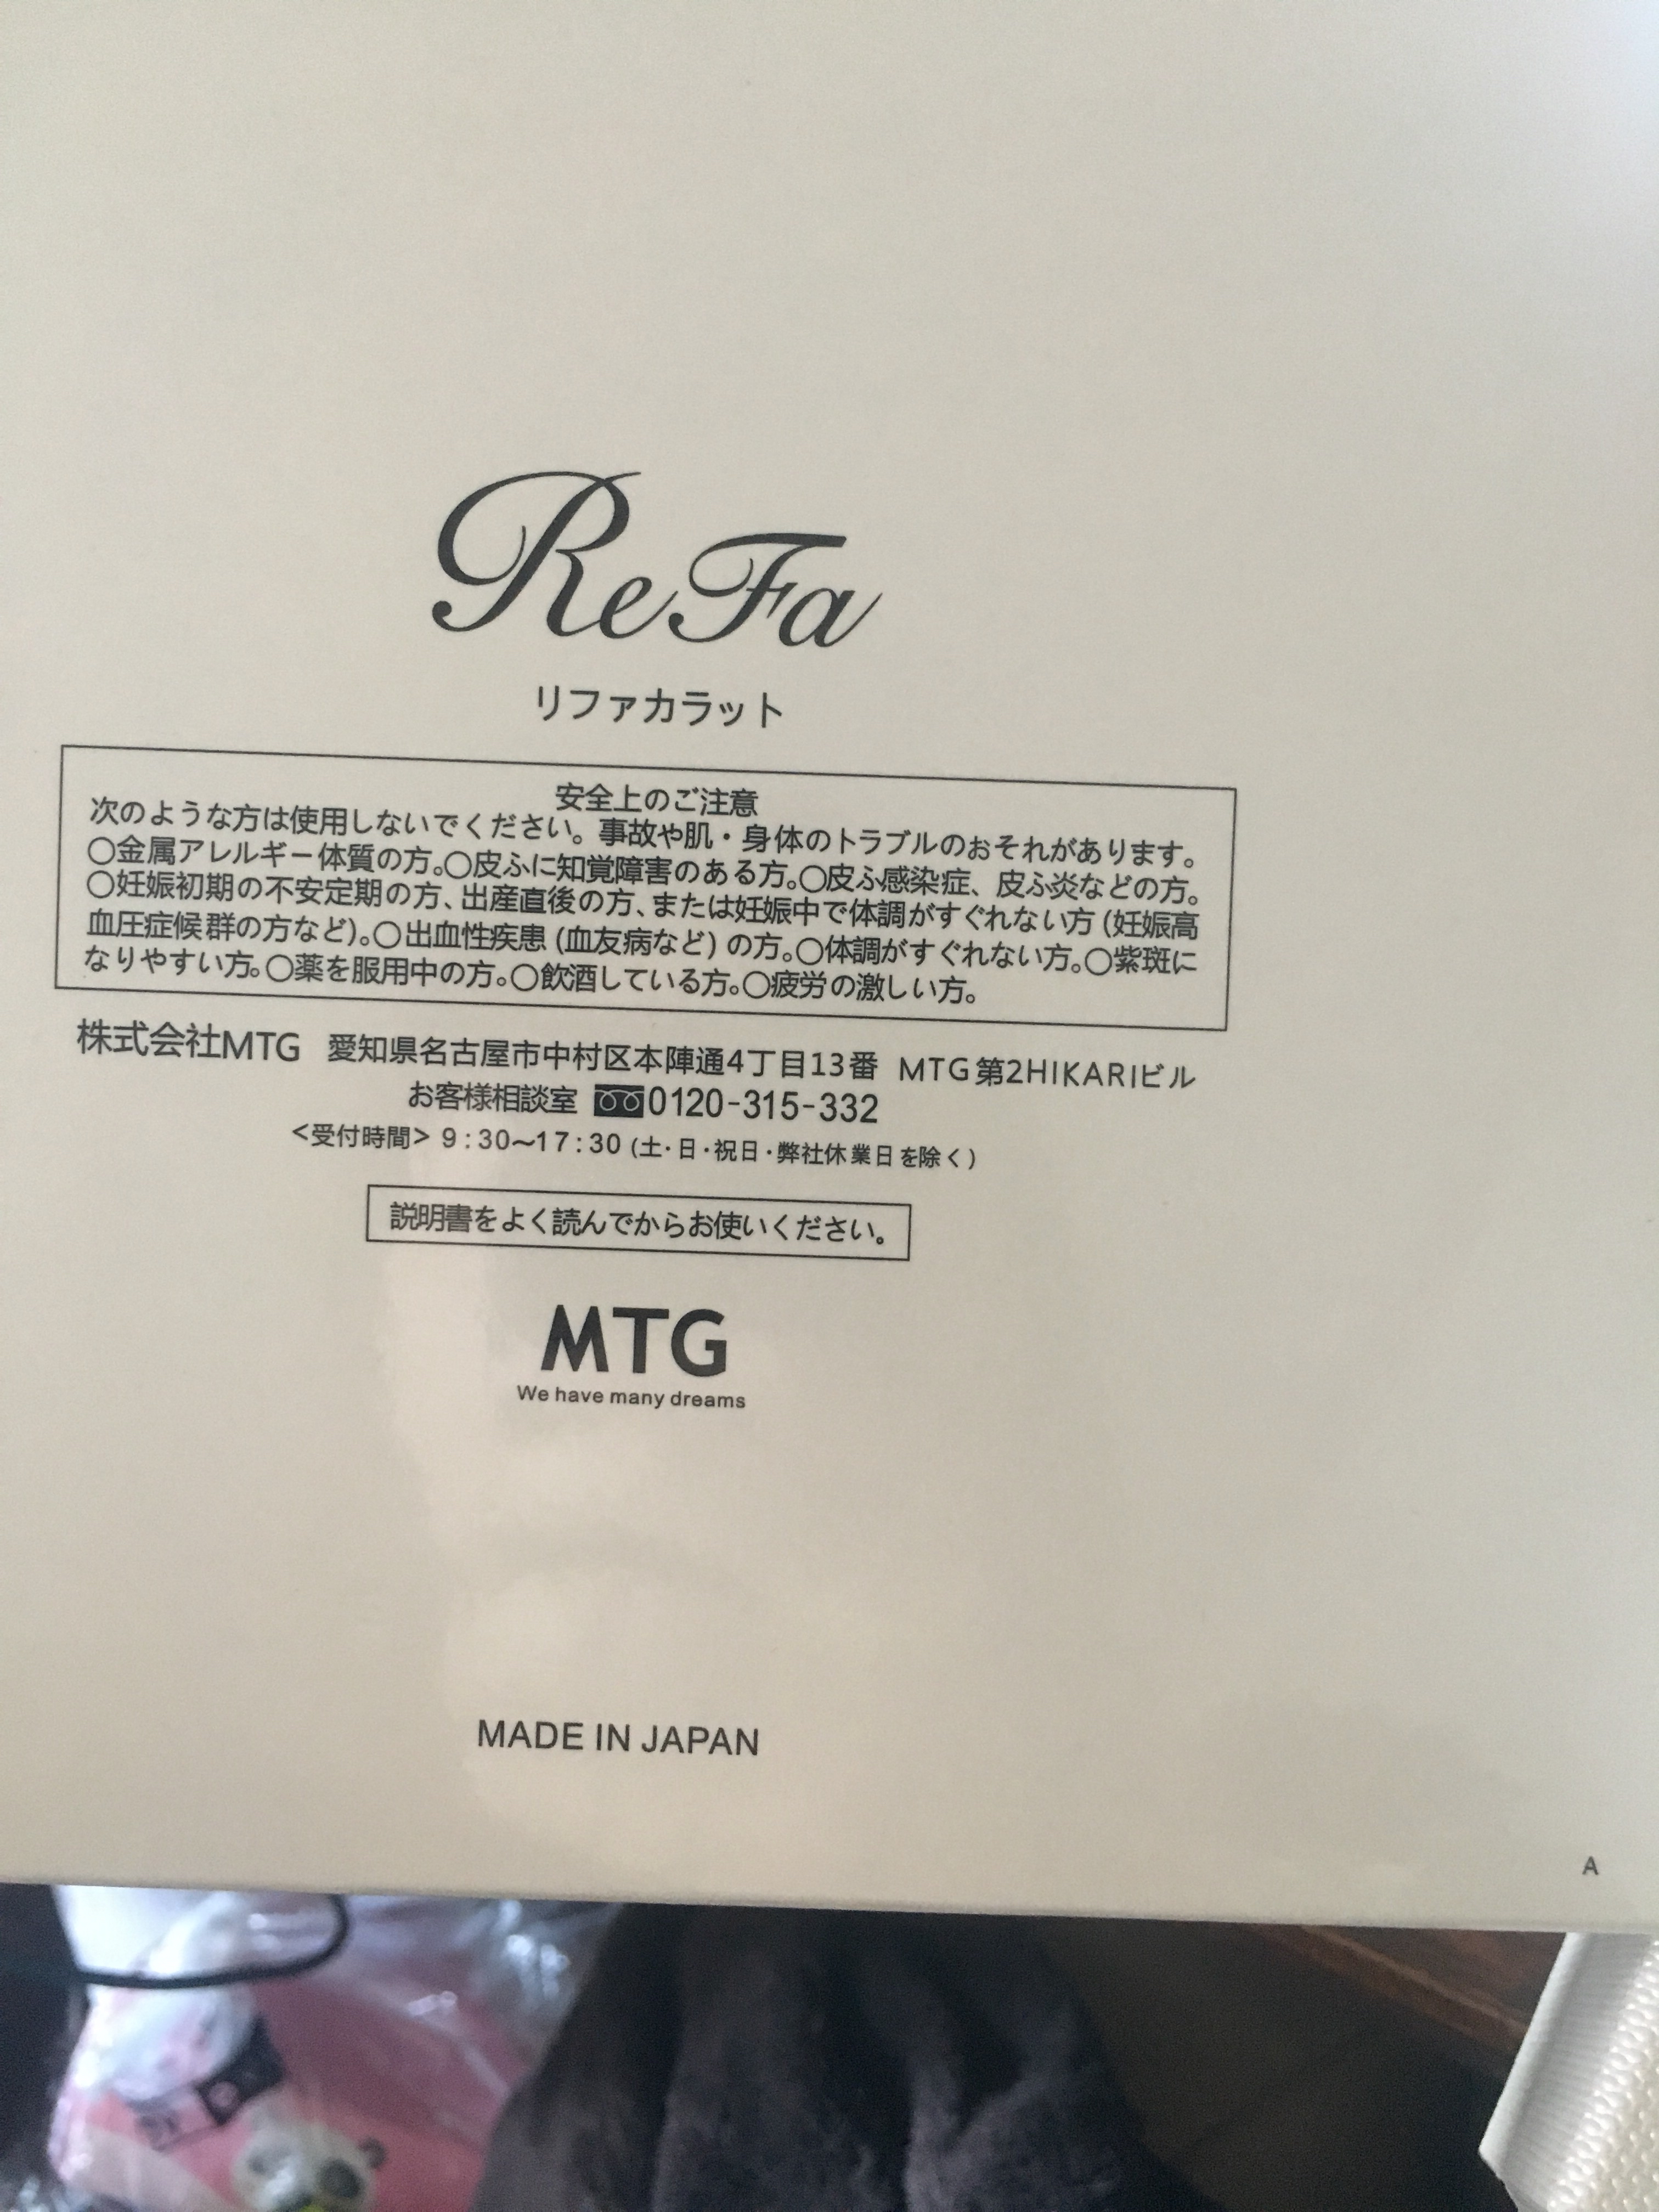 ReFa
リファカラット
安全上のご注意
次のような方は使用しないでください。事故や肌・身体のトラブルのおそれがあります。
○金属アレルギー体質の方。○皮ふに知覚障害のある方。○皮ふ感染症、皮ふ炎などの方。
○妊娠初期の不安定期の方、出産直後の方、または妊娠中で体調がすぐれない方(妊娠高
血圧症候群の方など)。○出血性疾患(血友病など)の方。○体調がすぐれない方。○紫斑に
なりやすい方。○薬を服用中の方。○飲酒している方。○疲労の激しい方。
株式会社MTG 愛知県名古屋市中村区本陣通4丁目13番 MTG第2HIKARIビル
お客様相談室 0120-315-332
<受付時間> 9:30〜17:30 (土・日・祝日・弊社休業日を除く)
説明書をよく読んでからお使いください。
MTG
We have many dreams
MADE IN JAPAN
A